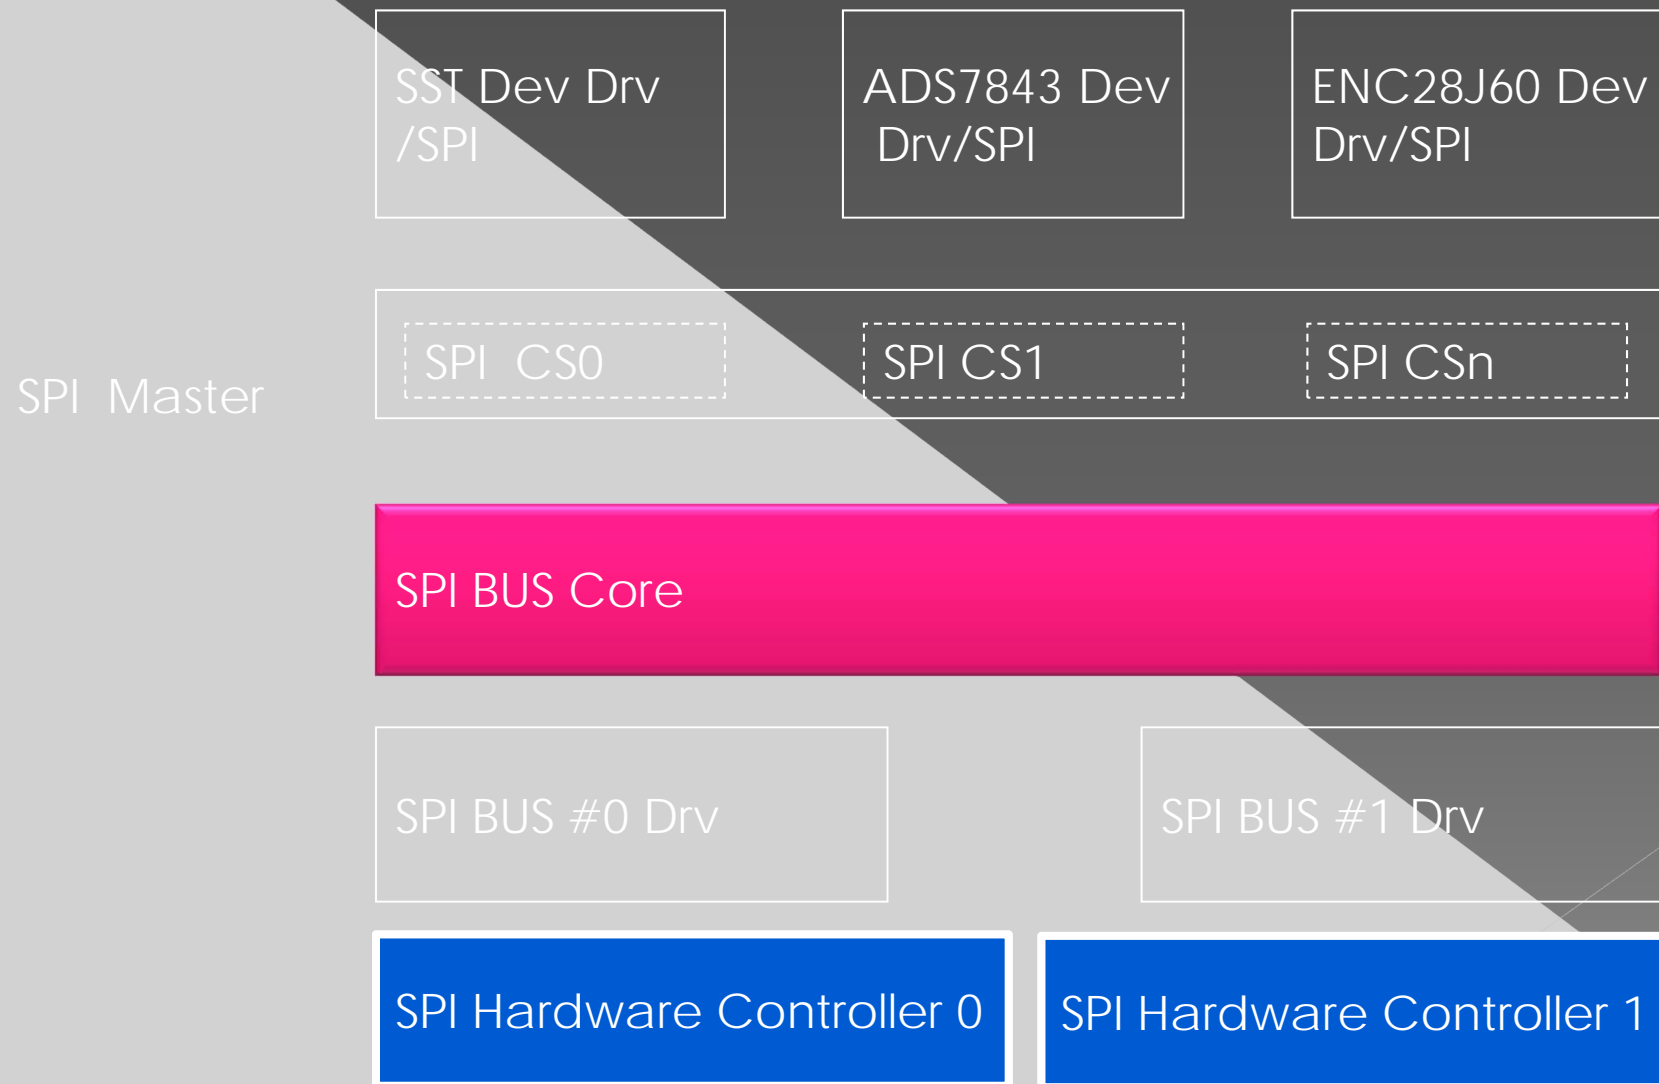 SST Dev Drv
/SPI
ADS7843 Dev
Drv/SPI
ENC28J60 Dev
Drv/SPI
SPI Master
SPI CS0
SPI CS1
SPI CSn
SPI BUS Core
SPI BUS #0 Drv
SPI BUS #1 Drv
SPI Hardware Controller 0
SPI Hardware Controller 1